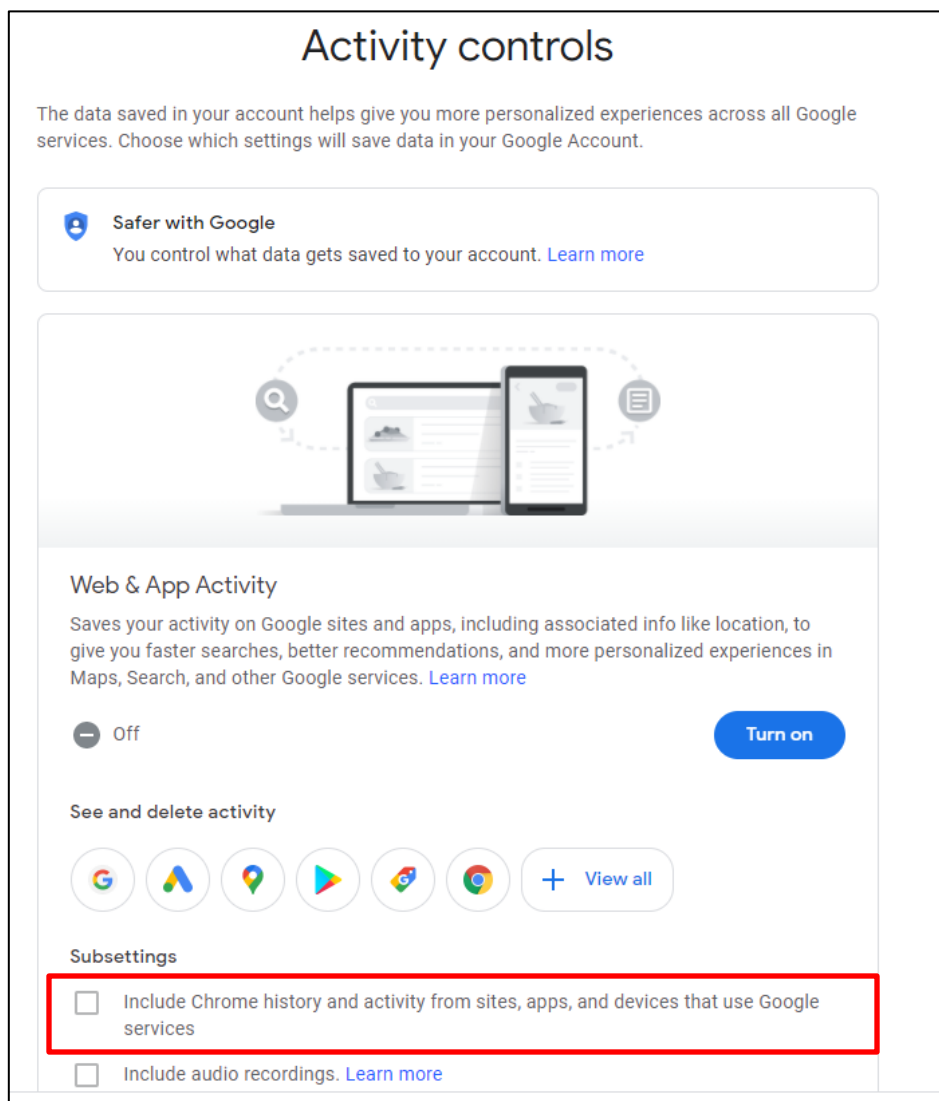 Activity controls
The data saved in your account helps give you more personalized experiences across all Google
services. Choose which settings will save data in your Google Account.
Safer with Google
You control what data gets saved to your account. Learn more
Web & App Activity
Saves your activity on Google sites and apps, including associated info like location, to
give you faster searches, better recommendations, and more personalized experiences in
Maps, Search, and other Google services. Learn more
Off
Turn on
See and delete activity
View all
Subsettings
Include Chrome history and activity from sites, apps, and devices that use Google
services
Include audio recordings. Learn more